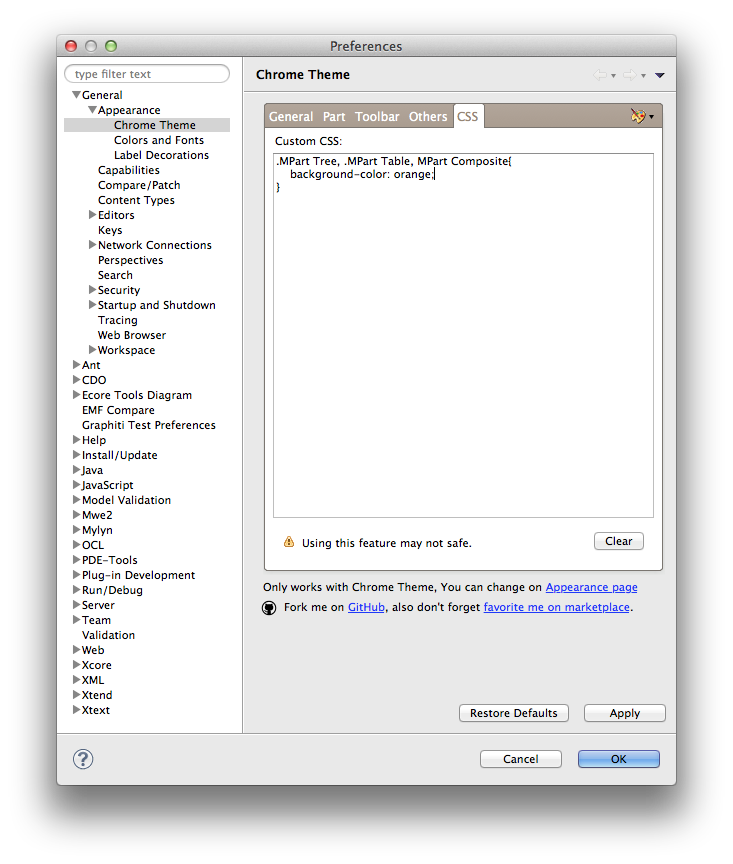 Preferences
type filter text
General
Appearance
Chrome Theme
Colors and Fonts
Label Decorations
Capabilities
Compare/Patch
Content Types
Editors
Keys
Network Connections
Perspectives
Search
Security
Startup and Shutdown
Tracing
Web Browser
Workspace
Ant
CDO
Ecore Tools Diagram
EMF Compare
Graphiti Test Preferences
Help
Install/Update
Java
JavaScript
Model Validation
Mwe2
Mylyn
OCL
PDE-Tools
Plug-in Development
Run/Debug
Server
Team
Validation
Web
Xcore
XML
Xtend
Xtext
Chrome Theme
General Part Toolbar Others CSS
Custom CSS:
.MPart Tree, .MPart Table, MPart Composite{
background-color: orange;
}
Using this feature may not safe.
Clear
Only works with Chrome Theme, You can change on Appearance page
Fork me on GitHub, also don't forget favorite me on marketplace.
Restore Defaults Apply
? Cancel OK